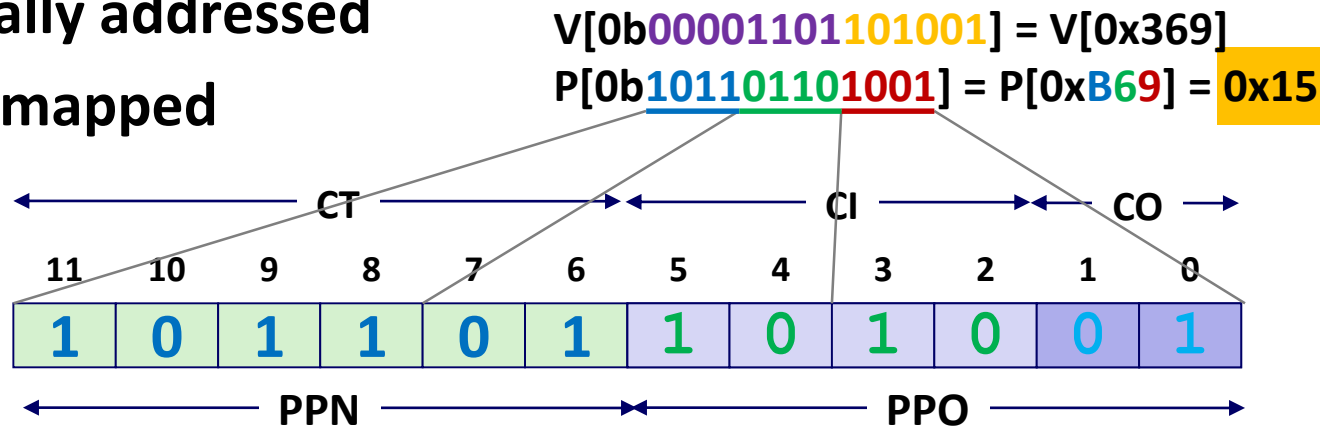 ally addressed
mapped
V[0b00001101101001] = V[0x369]
P[0b101101101001] = P[0xB69] = 0x15
CT CI CO
11 10 9 8 7 6 5 4 3 2 1 0
1 0 1 1 0 1 1 0 1 0 0 1
PPN PPO